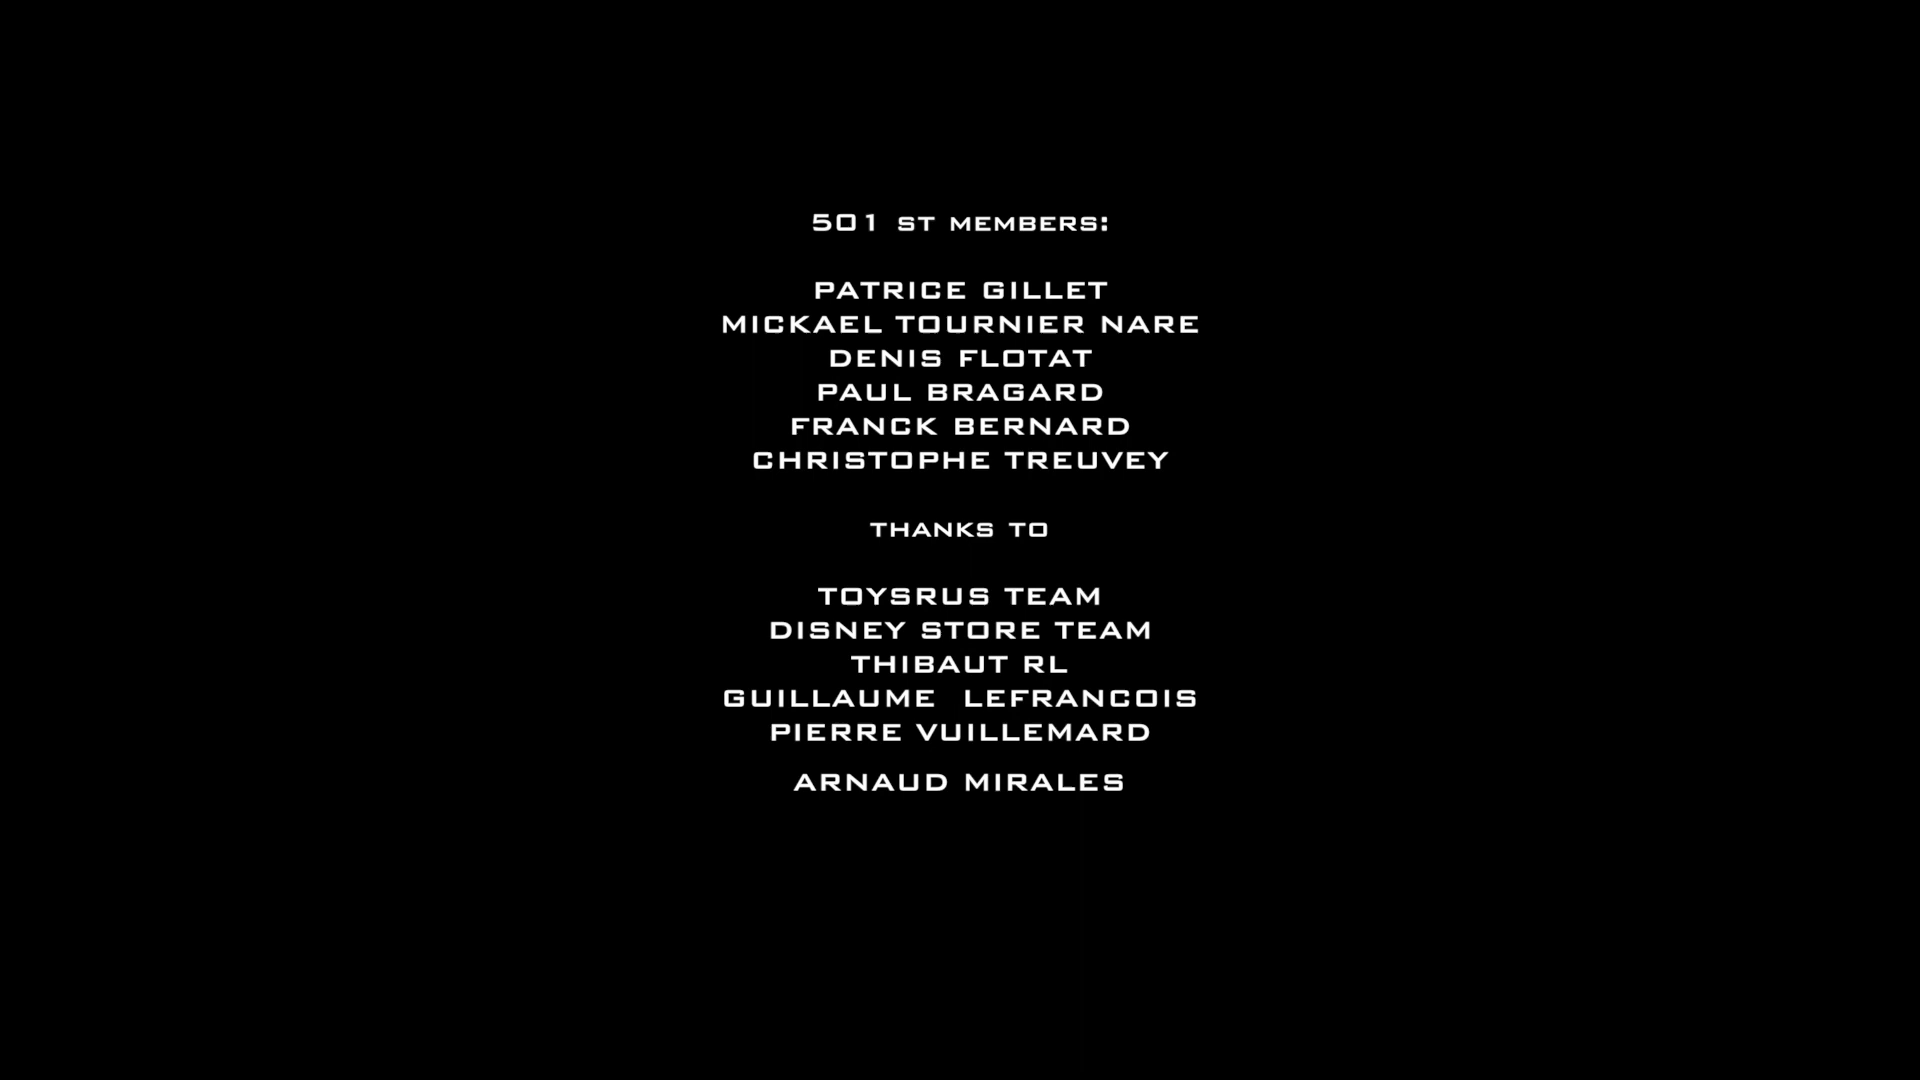 501 ST MEMBERS:
PATRICE GILLET
MICKAEL TOURNIER NARE
DENIS FLOTAT
PAUL BRAGARD
FRANCK BERNARD
CHRISTOPHE TREUVEY
THANKS TO
TOYSRUS TEAM
DISNEY STORE TEAM
THIBAUT RL
GUILLAUME LEFRANCOIS
PIERRE VUILLEMARD
ARNAUD MIRALES